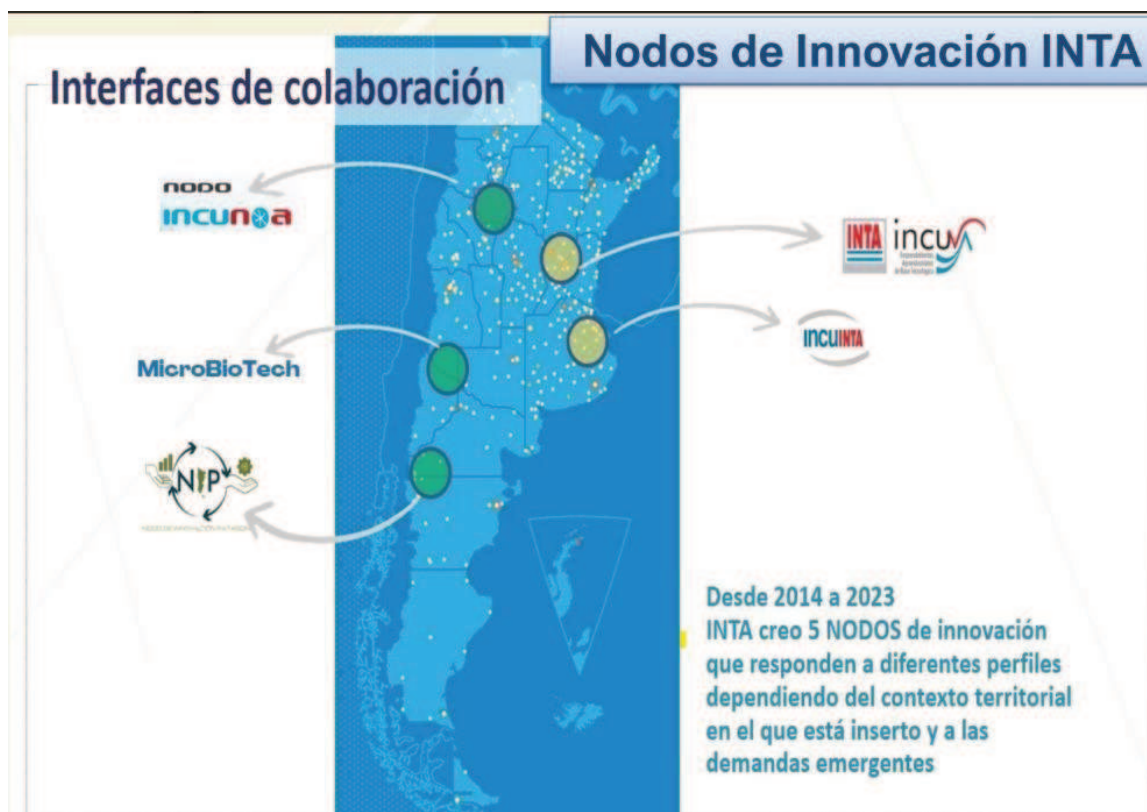 Nodos de Innovación INTA
Interfaces de colaboración
NODO
INCUNOA
INTA incuVA
INCUINTA
MicroBioTech
NIP
Desde 2014 a 2023
INTA creo 5 NODOS de innovación
que responden a diferentes perfiles
dependiendo del contexto territorial
en el que está inserto y a las
demandas emergentes